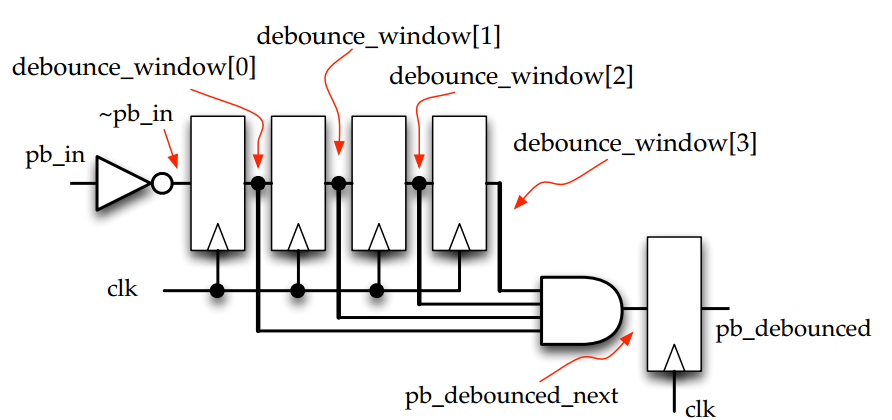 debounce_window[1]
debounce_window[0]
debounce_window[2]
~pb_in
debounce_window[3]
pb_in
clk
pb_debounced
pb_debounced_next
clk